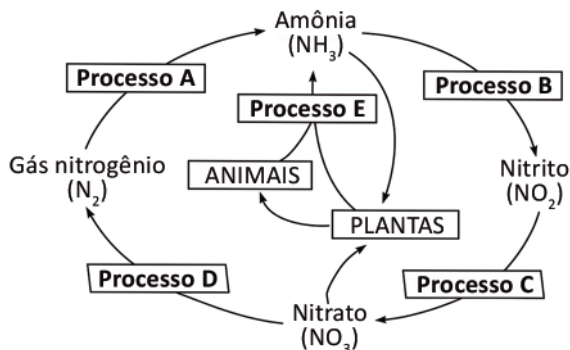 Amônia
(NH₃)
Processo A
Processo B
Processo E
Gás nitrogênio
(N₂)
ANIMAIS
Nitrito
(NO₂)
PLANTAS
Processo D
Processo C
Nitrato
(NO₃)